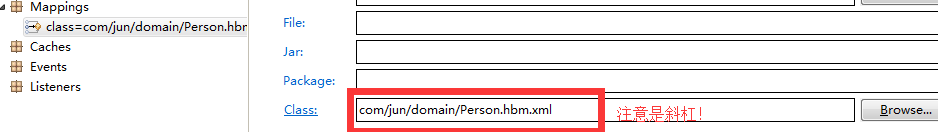 Mappings
class=com/jun/domain/Person.hbm
Caches
Events
Listeners
File:
Jar:
Package:
Class: com/jun/domain/Person.hbm.xml 注意是斜杠! Browse...